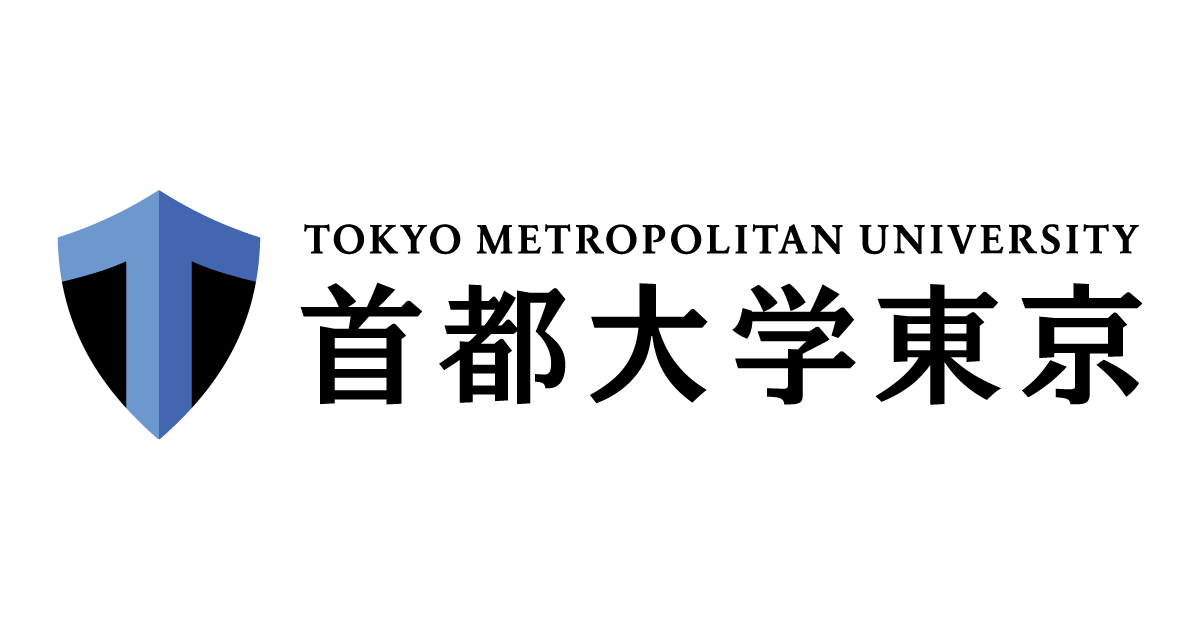 TOKYO METROPOLITAN UNIVERSITY
首都大学東京